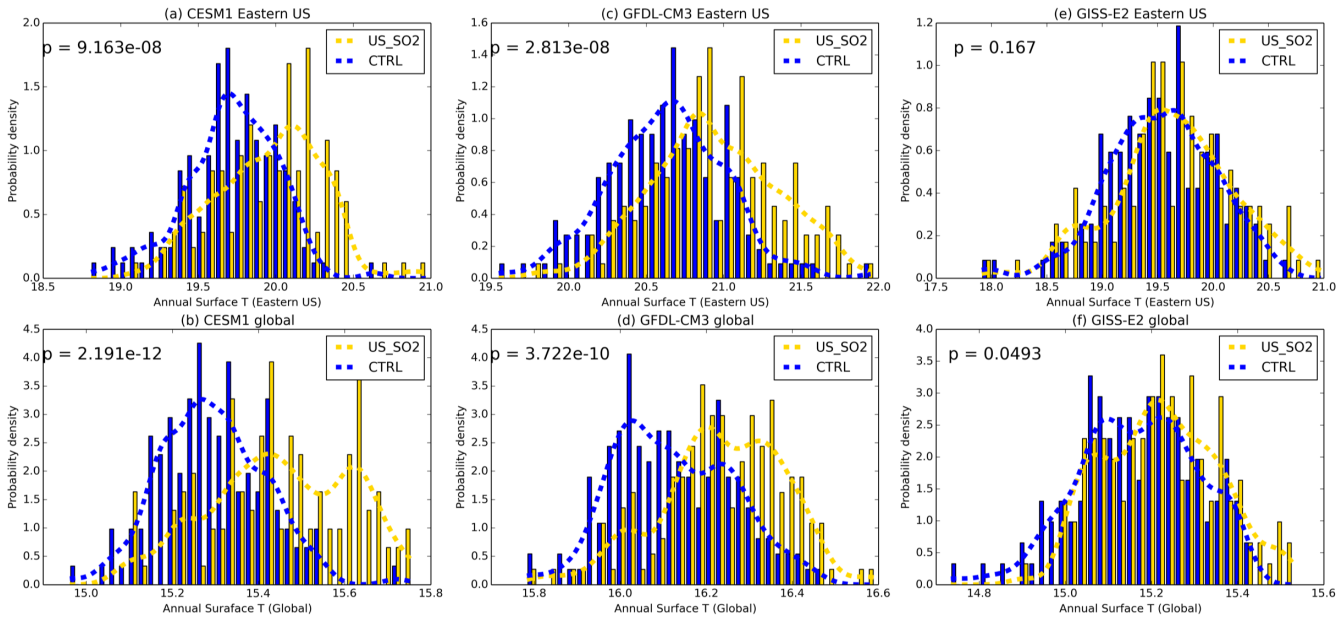 (a) CESM1 Eastern US
p = 9.163e-08
US_SO2
CTRL
Probability density
2.0
1.5
1.0
0.5
0.0
18.5 19.0 19.5 20.0 20.5 21.0
Annual Surface T (Eastern US)
(c) GFDL-CM3 Eastern US
p = 2.813e-08
US_SO2
CTRL
Probability density
1.6
1.4
1.2
1.0
0.8
0.6
0.4
0.2
0.0
19.5 20.0 20.5 21.0 21.5 22.0
Annual Surface T (Eastern US)
(e) GISS-E2 Eastern US
p = 0.167
US_SO2
CTRL
Probability density
1.2
1.0
0.8
0.6
0.4
0.2
0.0
17.5 18.0 18.5 19.0 19.5 20.0 20.5 21.0
Annual Surface T (Eastern US)
(b) CESM1 global
p = 2.191e-12
US_SO2
CTRL
Probability density
4.5
4.0
3.5
3.0
2.5
2.0
1.5
1.0
0.5
0.0
15.0 15.2 15.4 15.6 15.8
Annual Suraface T (Global)
(d) GFDL-CM3 global
p = 3.722e-10
US_SO2
CTRL
Probability density
4.5
4.0
3.5
3.0
2.5
2.0
1.5
1.0
0.5
0.0
15.8 16.0 16.2 16.4 16.6
Annual Surface T (Global)
(f) GISS-E2 global
p = 0.0493
US_SO2
CTRL
Probability density
4.0
3.5
3.0
2.5
2.0
1.5
1.0
0.5
0.0
14.8 15.0 15.2 15.4 15.6
Annual Surface T (Global)